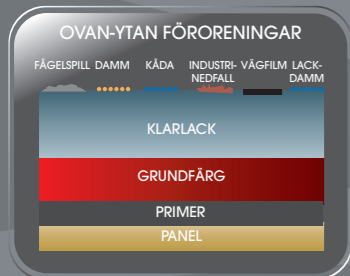 OVAN-YTAN FÖRORENINGAR
FÅGELSPILL DAMM KÅDA INDUSTRI-NEDFALL VÄGFILM LACK-DAMM
KLARLACK
GRUNDFÄRG
PRIMER
PANEL